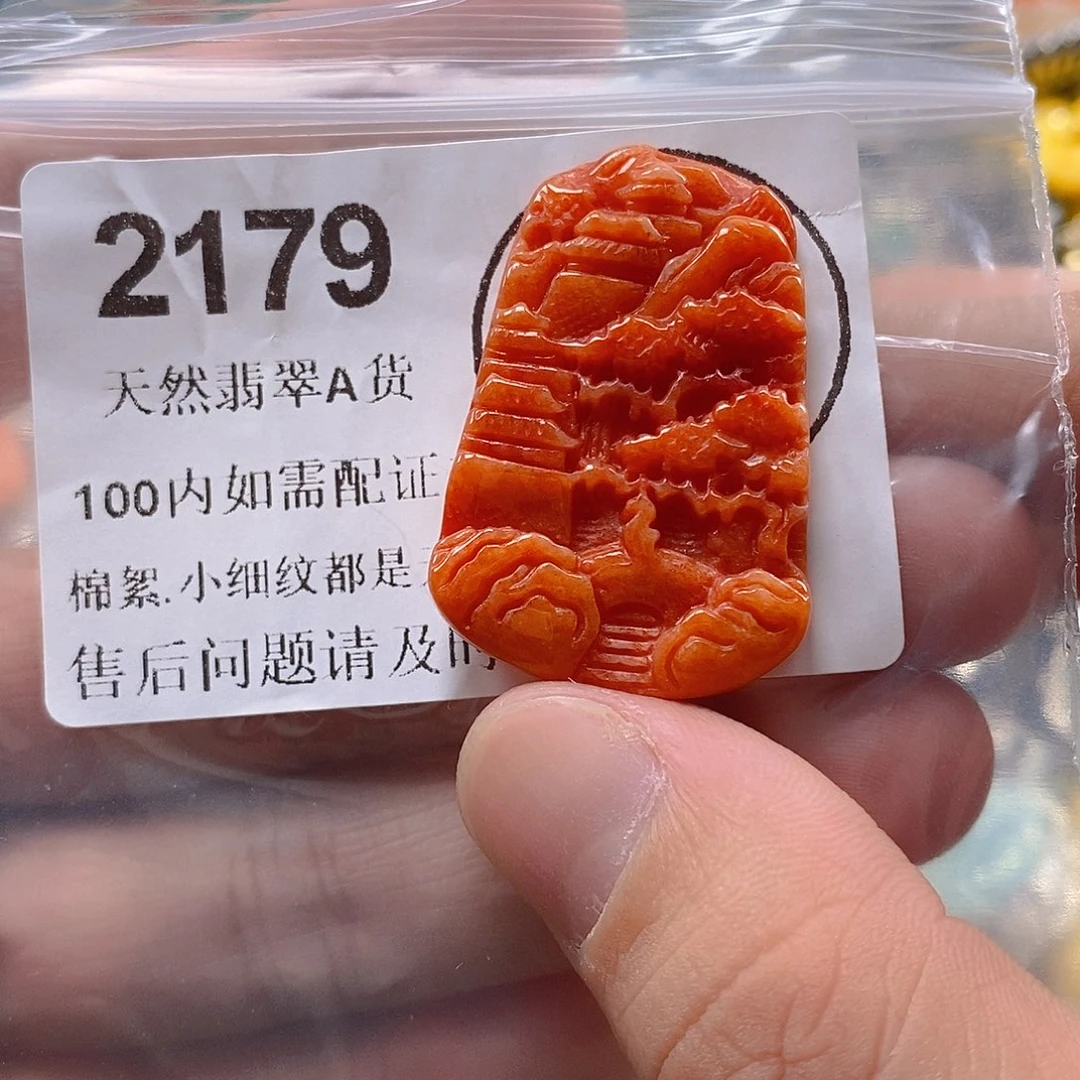 2179
天然翡翠A货
100内如需配证
棉絮.小细纹都是
售后问题请及时